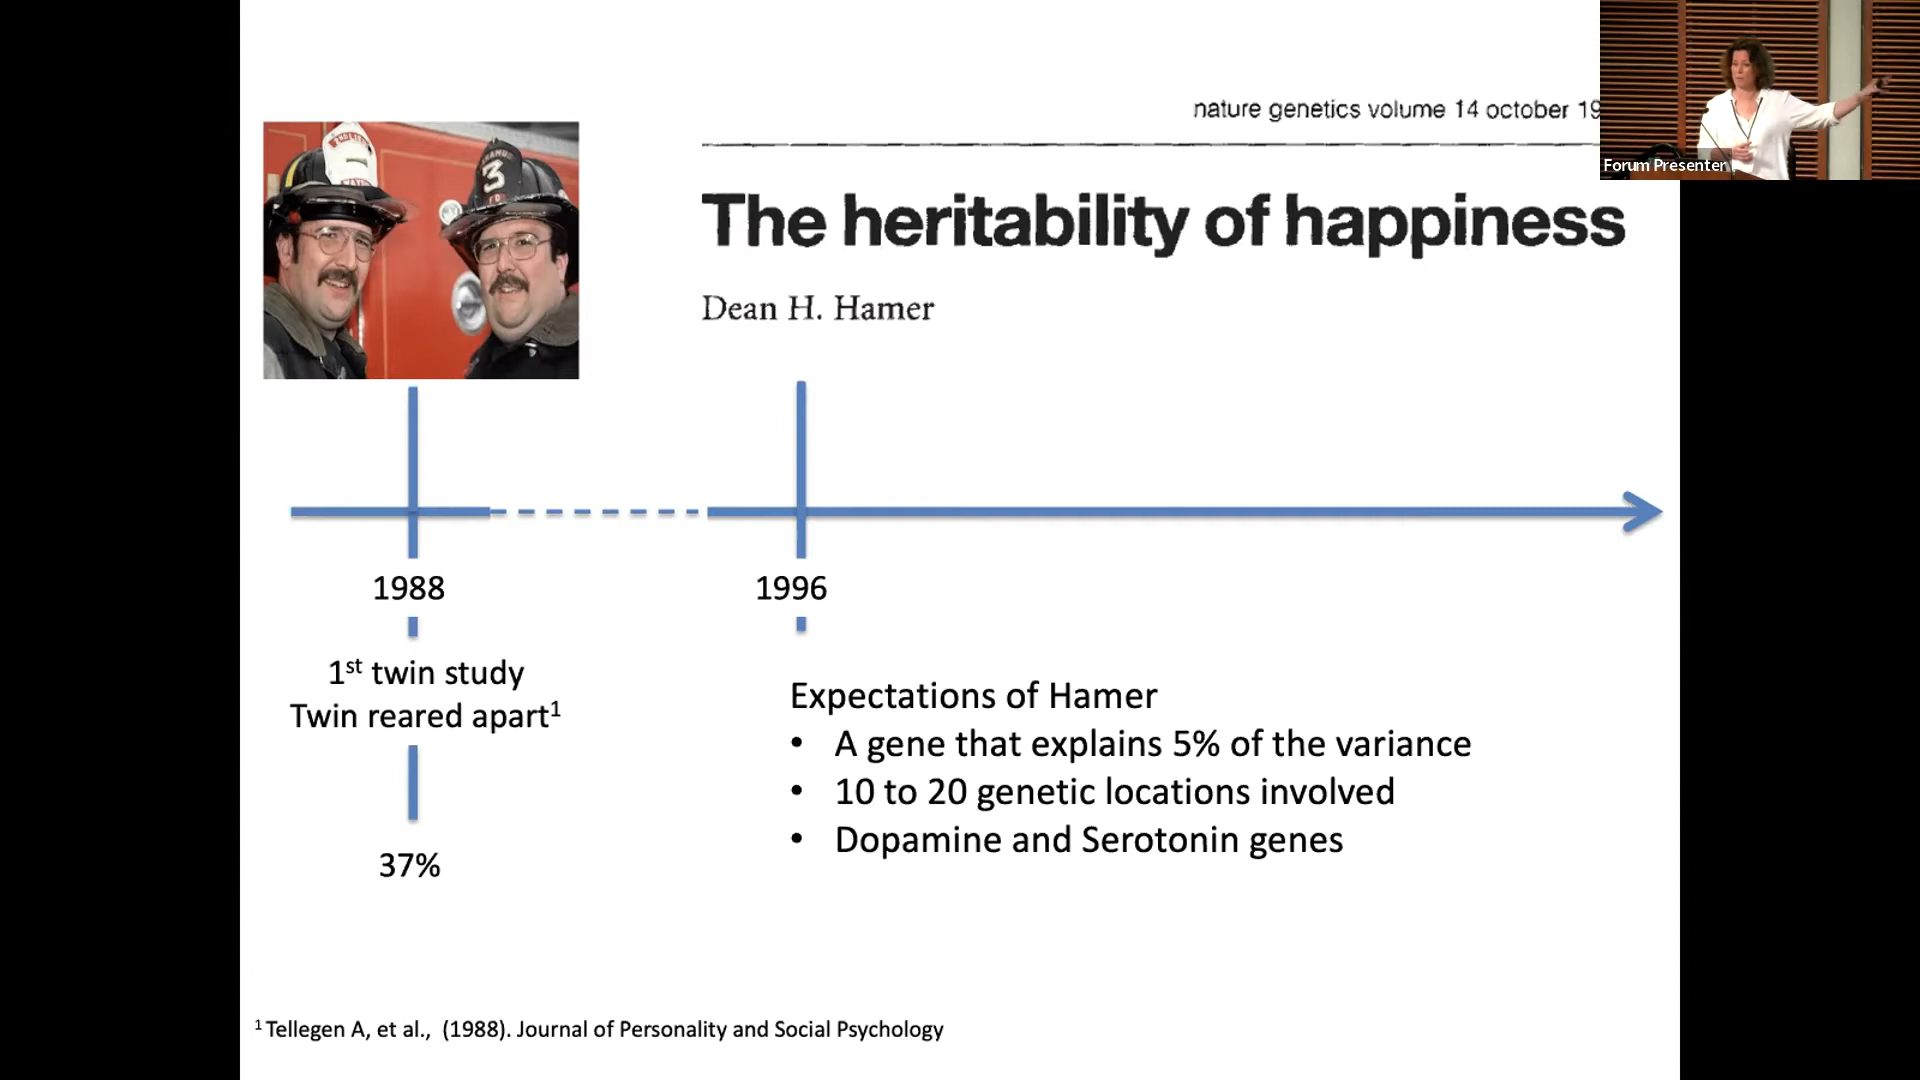 nature genetics volume 14 october 19
Forum Presenter
3
The heritability of happiness
Dean H. Hamer
1988
1996
1st twin study
Twin reared apart1
37%
Expectations of Hamer
• A gene that explains 5% of the variance
• 10 to 20 genetic locations involved
• Dopamine and Serotonin genes
1 Tellegen A, et al., (1988). Journal of Personality and Social Psychology